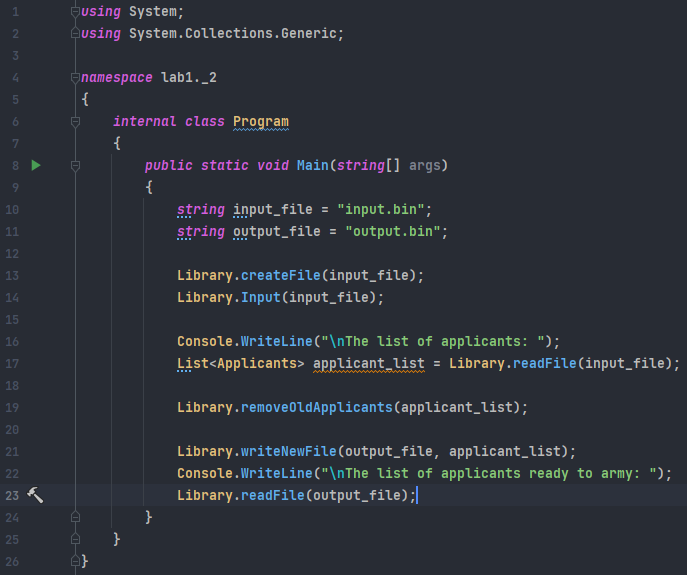 1 using System;
2 using System.Collections.Generic;
3
4 namespace lab1._2
5 {
6     internal class Program
7     {
8         public static void Main(string[] args)
9         {
10             string input_file = "input.bin";
11             string output_file = "output.bin";
12
13             Library.createFile(input_file);
14             Library.Input(input_file);
15
16             Console.WriteLine("\nThe list of applicants: ");
17             List<Applicants> applicant_list = Library.readFile(input_file);
18
19             Library.removeOldApplicants(applicant_list);
20
21             Library.writeNewFile(output_file, applicant_list);
22             Console.WriteLine("\nThe list of applicants ready to army: ");
23             Library.readFile(output_file);
24         }
25     }
26 }